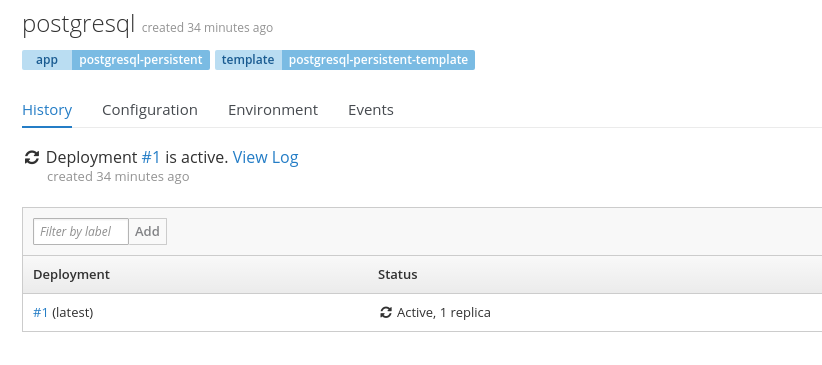 postgresql created 34 minutes ago
app postgresql-persistent template postgresql-persistent-template
History Configuration Environment Events
Deployment #1 is active. View Log
created 34 minutes ago
Filter by label Add
Deployment Status
#1 (latest) Active, 1 replica